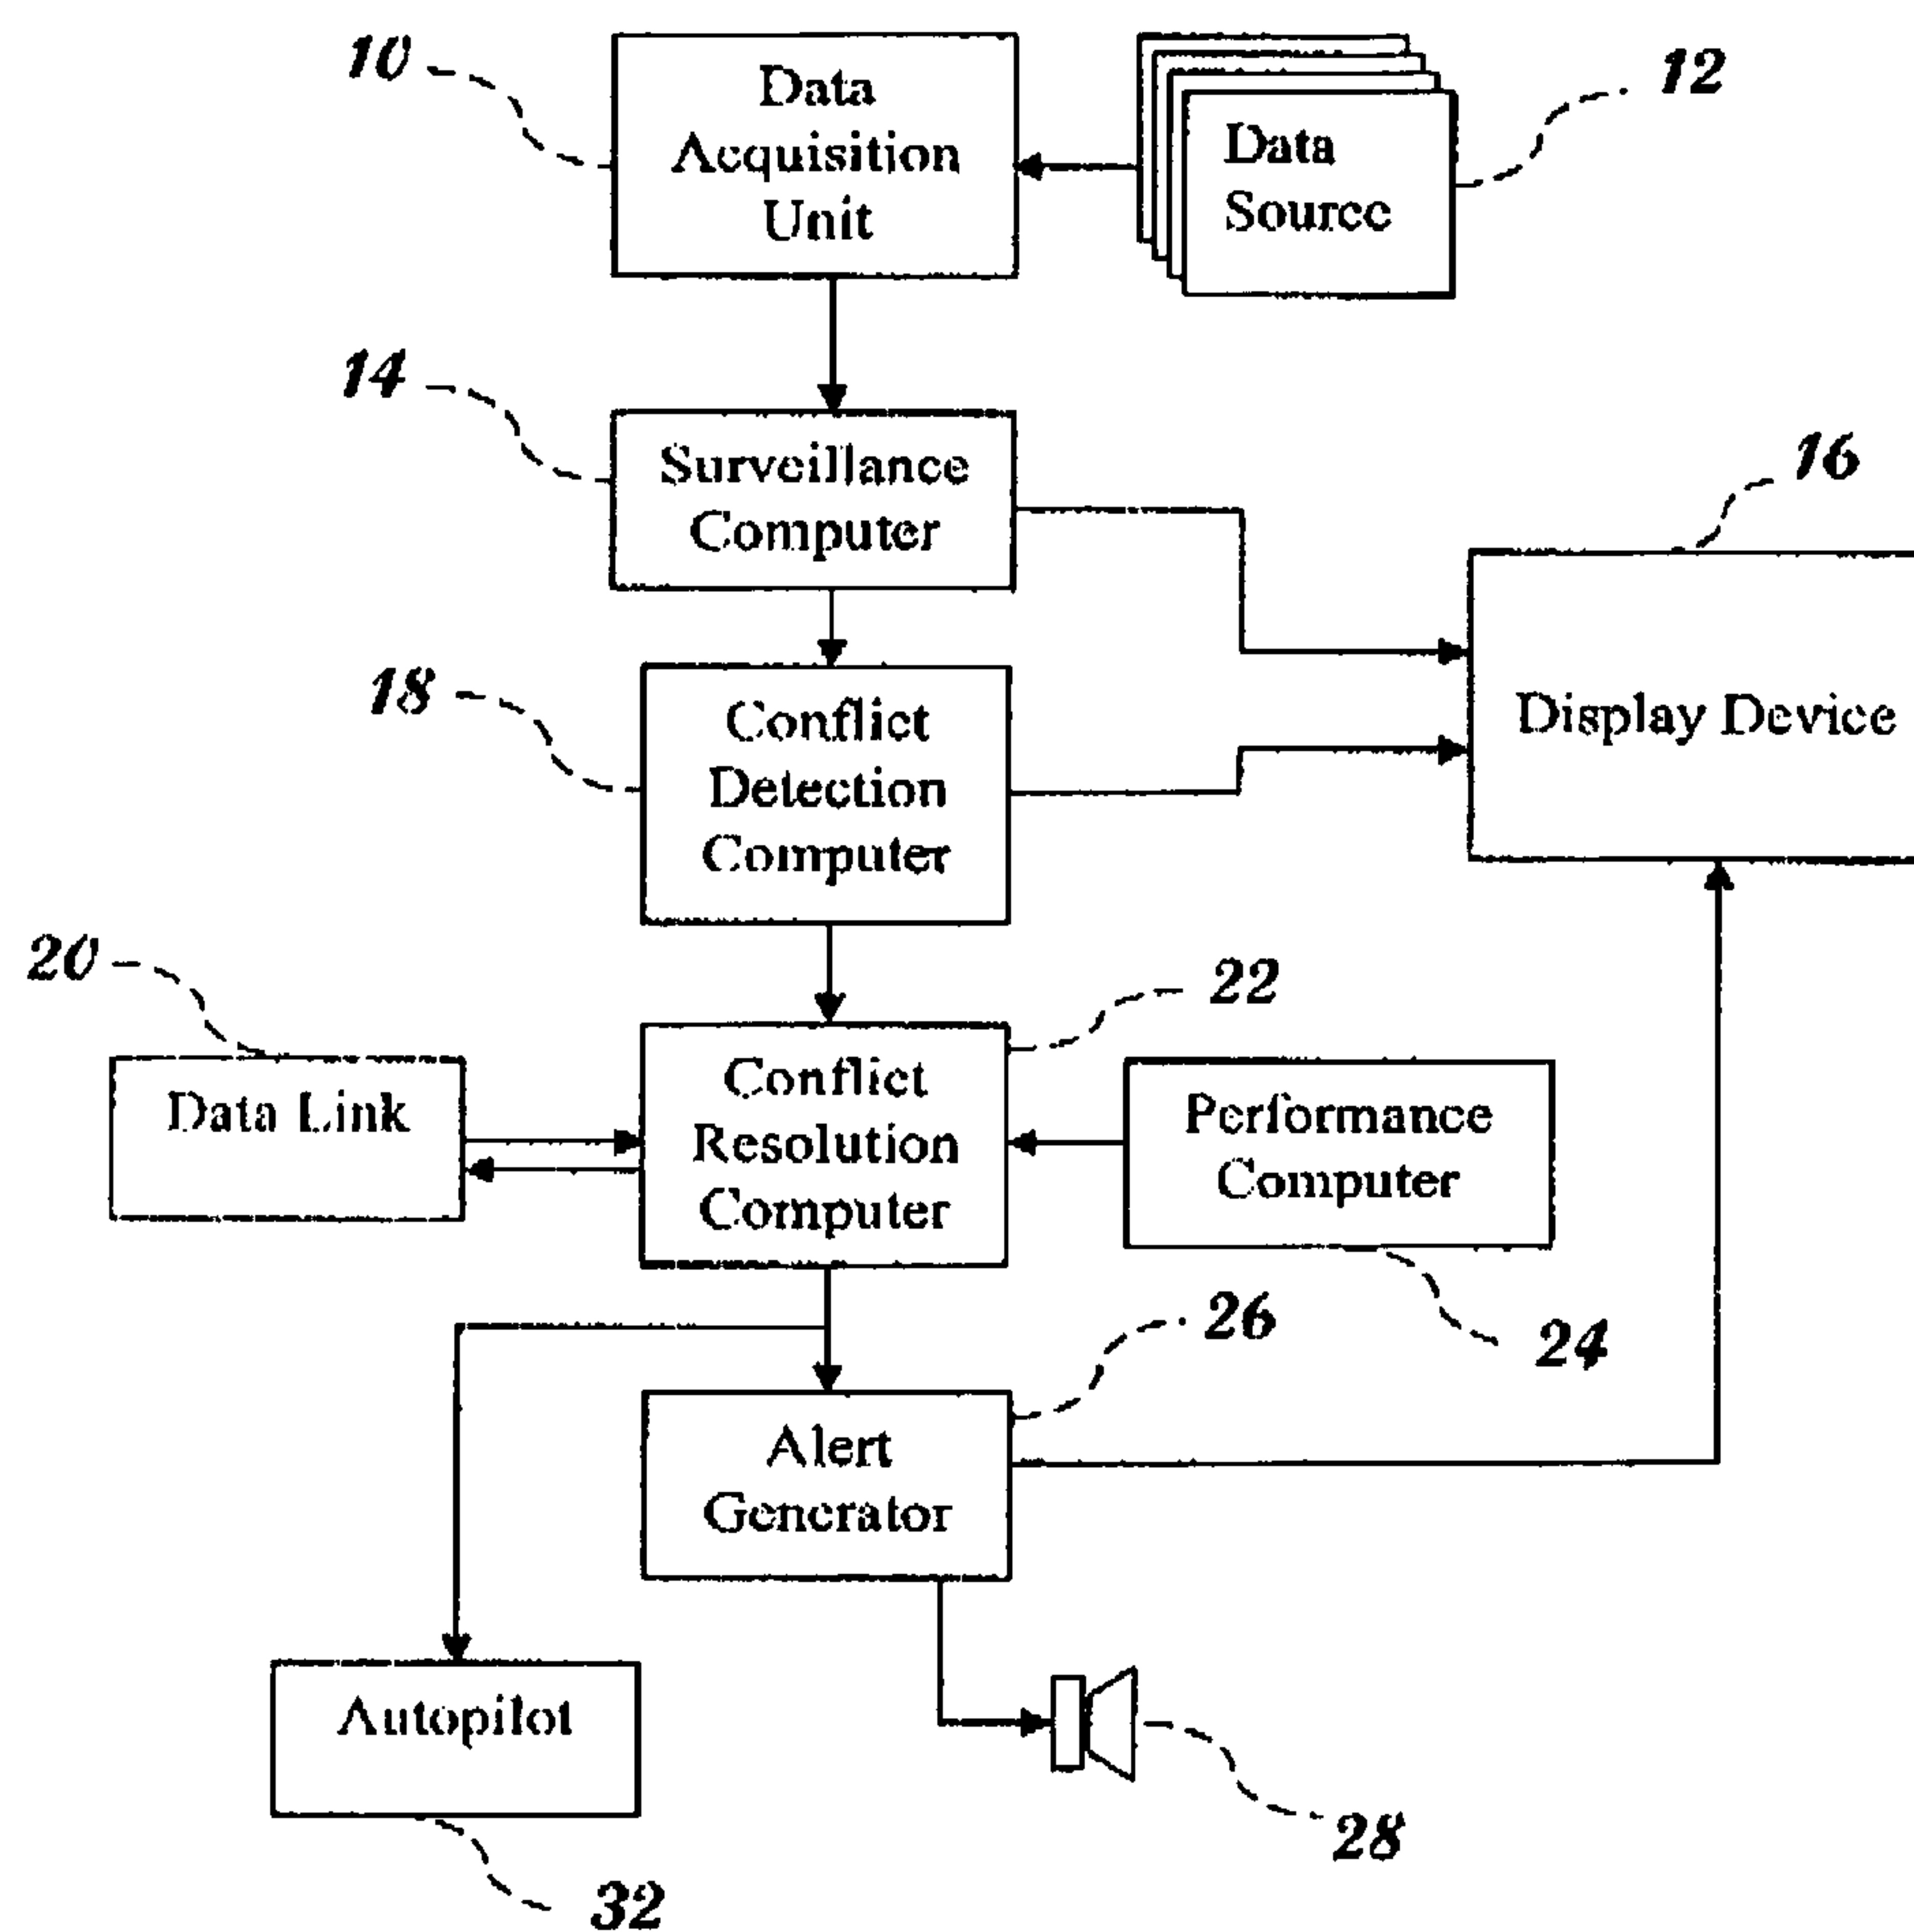 10
Data
Acquisition
Unit
Data
Source
12
14
Surveillance
Computer
16
Display Device
18
Conflict
Detection
Computer
20
Data Link
22
Conflict
Resolution
Computer
Performance
Computer
24
26
Alert
Generator
Autopilot
28
32